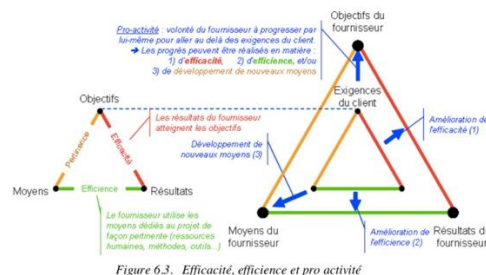 Pro-activité : volonté du fournisseur à progresser par
lui-même pour aller au delà des exigences du client.
➔ Les progrès peuvent être réalisés en matière :
1) d'efficacité, 2) d'efficience, et/ou
3) de développement de nouveaux moyens
Objectifs du
fournisseur
Exigences
du client
Objectifs
Les résultats du fournisseur
atteignent les objectifs
Amélioration de
l'efficacité (1)
Pertinence
Efficacité
Développement de
nouveaux moyens (3)
Moyens
Efficience
Résultats
Le fournisseur utilise les
moyens dédiés au projet de
façon pertinente (ressources
humaines, méthodes, outils...)
Moyens du
fournisseur
Amélioration de
l'efficience (2)
Résultats du
fournisseur
Figure 6.3. Efficacité, efficience et pro activité